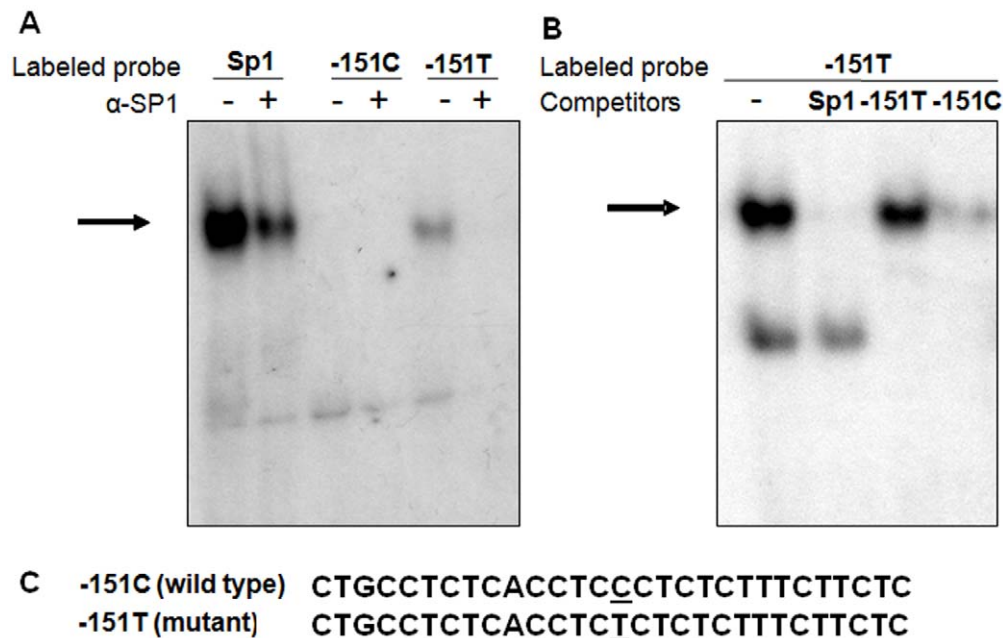 A
Labeled probe Sp1 -151C -151T
α-SP1 - + - + - +
B
Labeled probe -151T
Competitors - Sp1 -151T -151C
C -151C (wild type) CTGCCTCTCACCTCCCTCTCTTTCTTCTC
-151T (mutant) CTGCCTCTCACCTCTCTCTCTTTCTTCTC